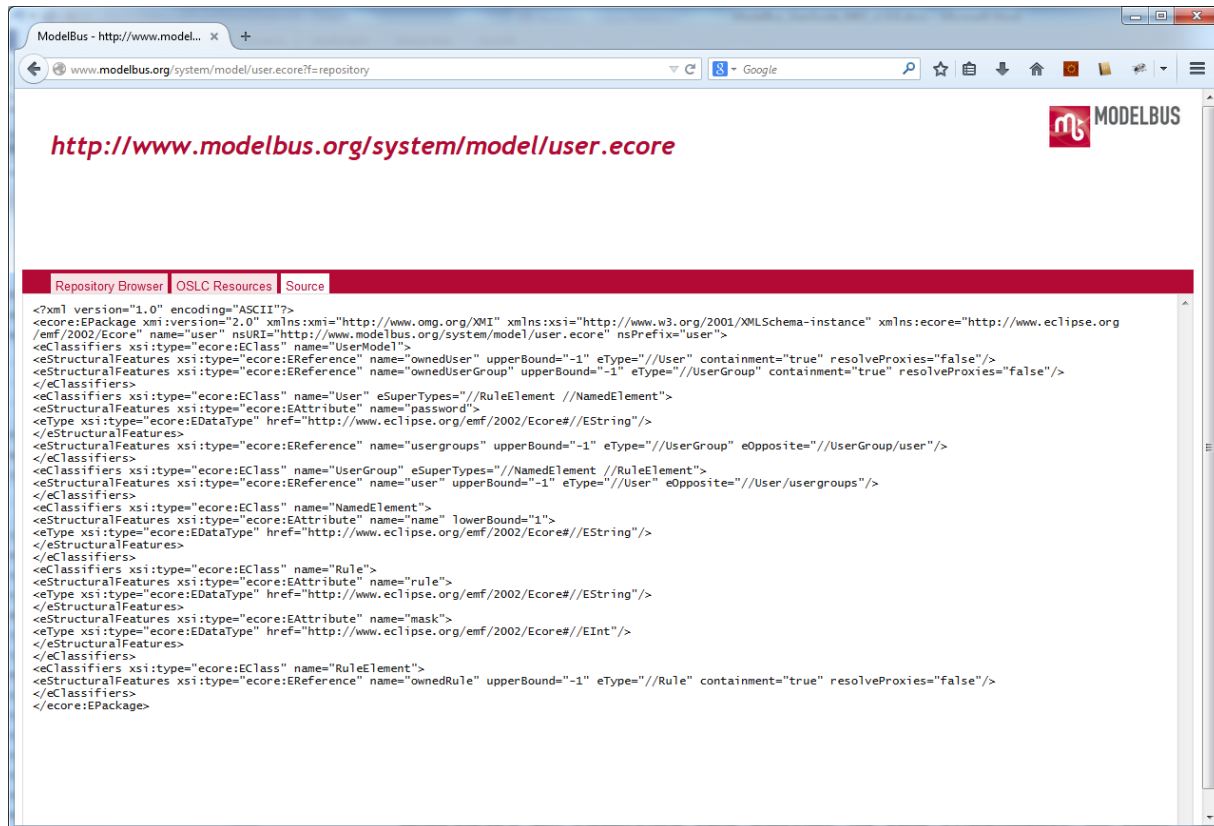 ModelBus - http://www.model...
www.modelbus.org/system/model/user.ecore?f=repository
Google
MODELBUS
http://www.modelbus.org/system/model/user.ecore
Repository Browser OSLC Resources Source
<?xml version="1.0" encoding="ASCII"?>
<ecore:EPackage xmi:version="2.0" xmlns:xmi="http://www.omg.org/XMI" xmlns:xsi="http://www.w3.org/2001/XMLSchema-instance" xmlns:ecore="http://www.eclipse.org
/emf/2002/Ecore" name="user" nsURI="http://www.modelbus.org/system/model/user.ecore" nsPrefix="user">
<eClassifiers xsi:type="ecore:EClass" name="UserModel">
<eStructuralFeatures xsi:type="ecore:EReference" name="ownedUser" upperBound="-1" eType="//User" containment="true" resolveProxies="false"/>
<eStructuralFeatures xsi:type="ecore:EReference" name="ownedUserGroup" upperBound="-1" eType="//UserGroup" containment="true" resolveProxies="false"/>
</eClassifiers>
<eClassifiers xsi:type="ecore:EClass" name="User" eSuperTypes="//RuleElement //NamedElement">
<eStructuralFeatures xsi:type="ecore:EAttribute" name="password">
<eType xsi:type="ecore:EDataType" href="http://www.eclipse.org/emf/2002/Ecore#//EString"/>
</eStructuralFeatures>
<eStructuralFeatures xsi:type="ecore:EReference" name="usergroups" upperBound="-1" eType="//UserGroup" eOpposite="//UserGroup/user"/>
</eClassifiers>
<eClassifiers xsi:type="ecore:EClass" name="UserGroup" eSuperTypes="//NamedElement //RuleElement">
<eStructuralFeatures xsi:type="ecore:EReference" name="user" upperBound="-1" eType="//User" eOpposite="//User/usergroups"/>
</eClassifiers>
<eClassifiers xsi:type="ecore:EClass" name="NamedElement">
<eStructuralFeatures xsi:type="ecore:EAttribute" name="name" lowerBound="1">
<eType xsi:type="ecore:EDataType" href="http://www.eclipse.org/emf/2002/Ecore#//EString"/>
</eStructuralFeatures>
</eClassifiers>
<eClassifiers xsi:type="ecore:EClass" name="Rule">
<eStructuralFeatures xsi:type="ecore:EAttribute" name="rule">
<eType xsi:type="ecore:EDataType" href="http://www.eclipse.org/emf/2002/Ecore#//EString"/>
</eStructuralFeatures>
<eStructuralFeatures xsi:type="ecore:EAttribute" name="mask">
<eType xsi:type="ecore:EDataType" href="http://www.eclipse.org/emf/2002/Ecore#//EInt"/>
</eStructuralFeatures>
</eClassifiers>
<eClassifiers xsi:type="ecore:EClass" name="RuleElement">
<eStructuralFeatures xsi:type="ecore:EReference" name="ownedRule" upperBound="-1" eType="//Rule" containment="true" resolveProxies="false"/>
</eClassifiers>
</ecore:EPackage>